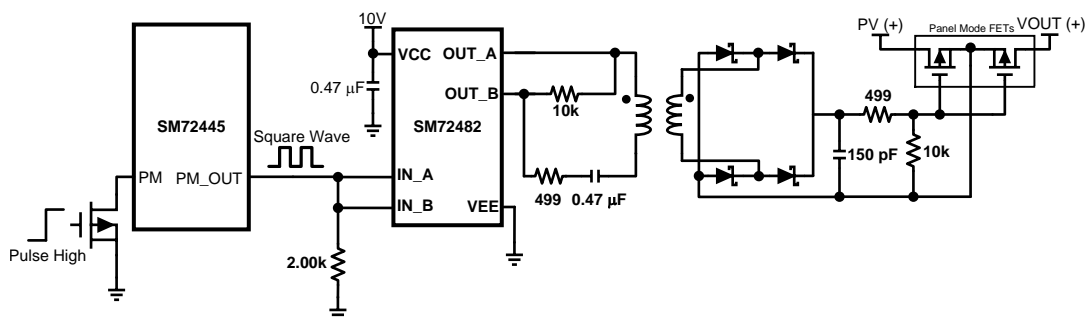 10V
PV (+)
VOUT (+)
Panel Mode FETs
VCC
OUT_A
0.47 μF
OUT_B
10k
SM72445
SM72482
499
Square Wave
150 pF
10k
PM
PM_OUT
IN_A
IN_B
499
0.47 μF
VEE
Pulse High
2.00k